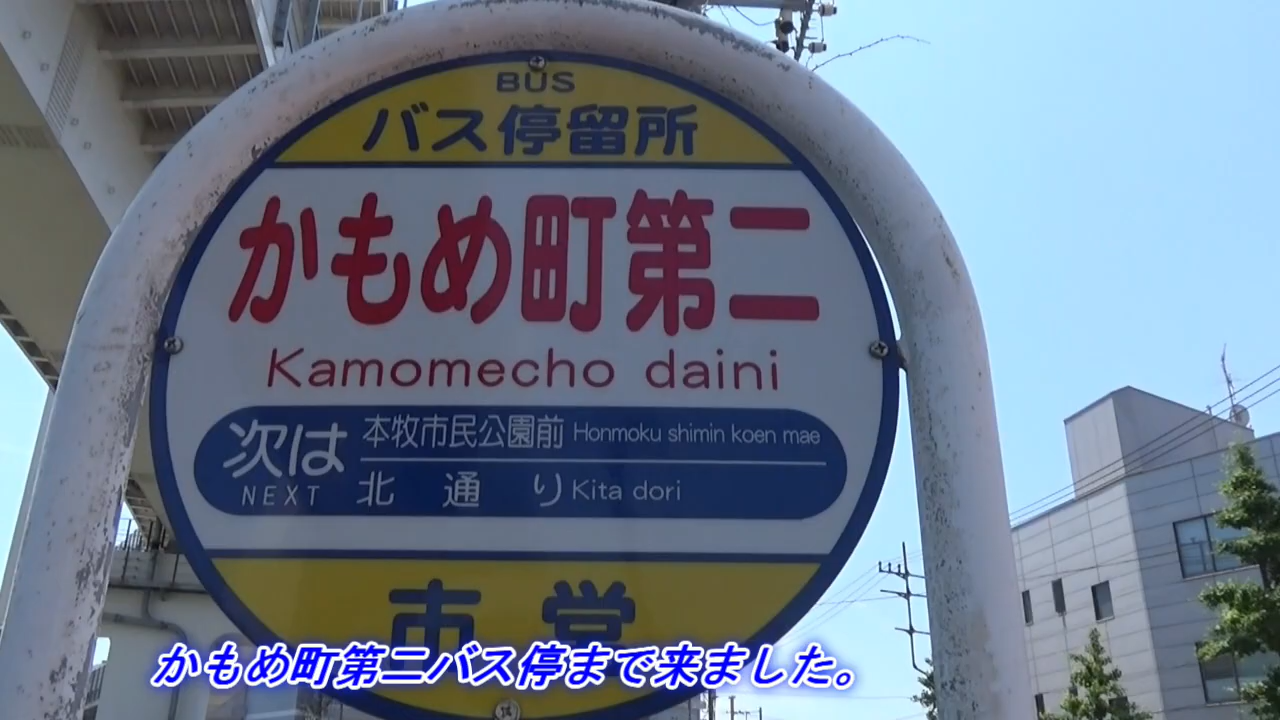 BUS
バス停留所
かもめ町第二
Kamomecho daini
次は
NEXT
本牧市民公園前 Honmoku shimin koen mae
北通り Kita dori
市営
かもめ町第二バス停まで来ました。